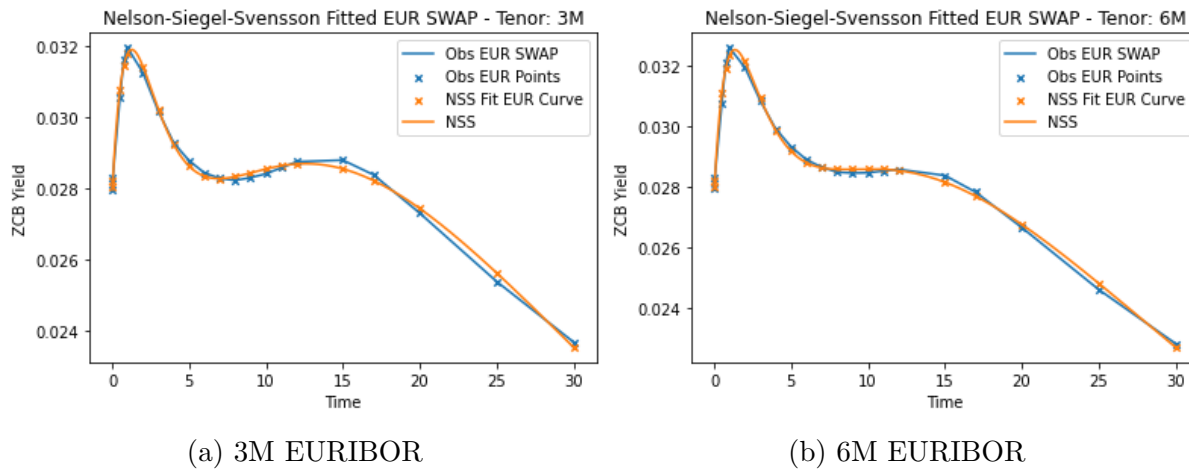 Nelson-Siegel-Svensson Fitted EUR SWAP - Tenor: 3M
0.032
0.030
0.028
0.026
0.024
ZCB Yield
0 5 10 15 20 25 30
Time
Obs EUR SWAP
Obs EUR Points
NSS Fit EUR Curve
NSS
(a) 3M EURIBOR
Nelson-Siegel-Svensson Fitted EUR SWAP - Tenor: 6M
0.032
0.030
0.028
0.026
0.024
ZCB Yield
0 5 10 15 20 25 30
Time
Obs EUR SWAP
Obs EUR Points
NSS Fit EUR Curve
NSS
(b) 6M EURIBOR